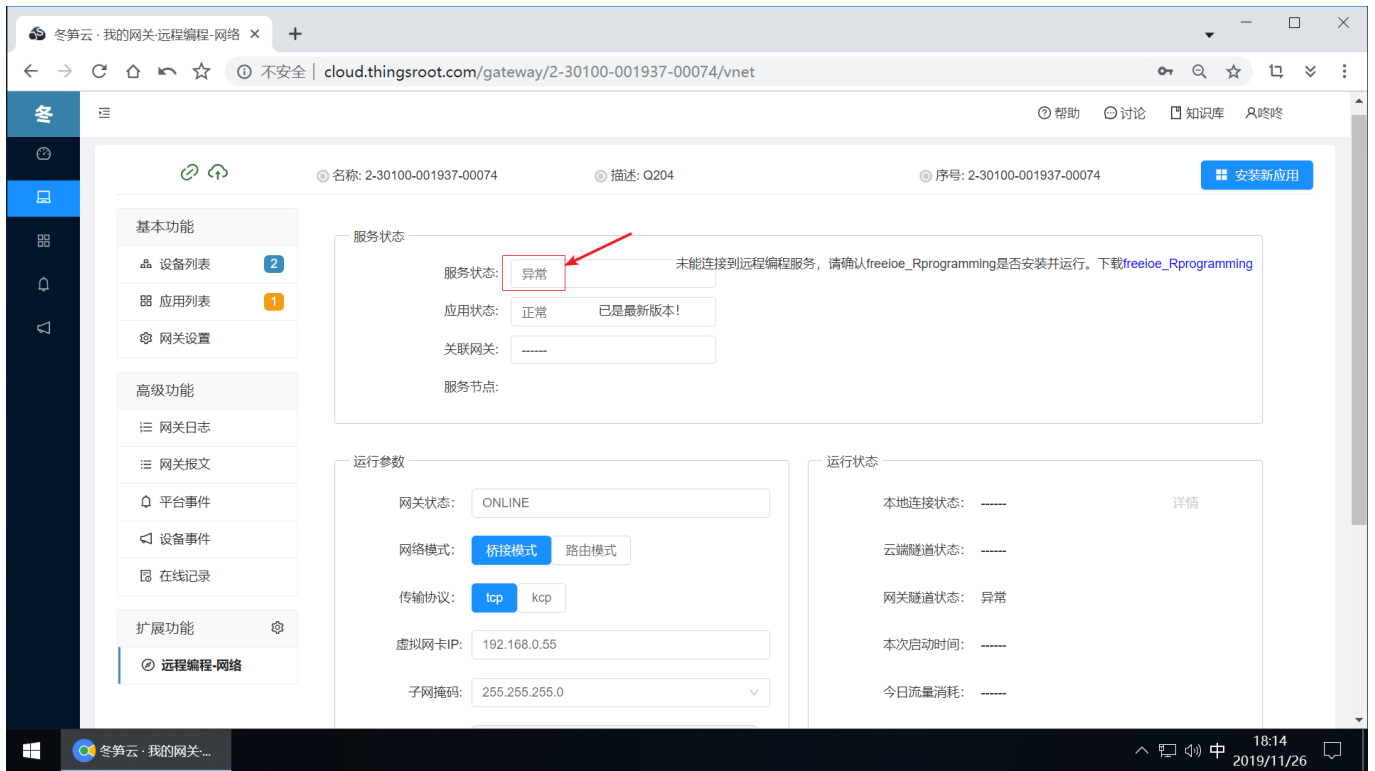 冬笋云 · 我的网关·远程编程-网络
不安全 | cloud.thingsroot.com/gateway/2-30100-001937-00074/vnet
冬
帮助 讨论 知识库 咚咚
名称: 2-30100-001937-00074 描述: Q204 序号: 2-30100-001937-00074 安装新应用
基本功能
设备列表 2
应用列表 1
网关设置
高级功能
网关日志
网关报文
平台事件
设备事件
在线记录
扩展功能
远程编程-网络
服务状态
服务状态: 异常 未能连接到远程编程服务，请确认freeioe_Rprogramming是否安装并运行。下载freeioe_Rprogramming
应用状态: 正常 已是最新版本！
关联网关: ------
服务节点:
运行参数
网关状态: ONLINE
网络模式: 桥接模式 路由模式
传输协议: tcp kcp
虚拟网卡IP: 192.168.0.55
子网掩码: 255.255.255.0
运行状态
本地连接状态: ------ 详情
云端隧道状态: ------
网关隧道状态: 异常
本次启动时间: ------
今日流量消耗: ------
冬笋云 · 我的网关·...
中
18:14
2019/11/26